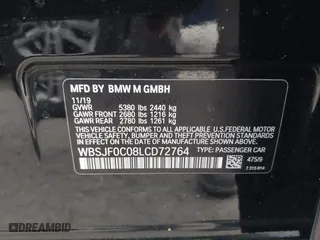 MFD BY BMW M GMBH
11/19
GVWR 5380 lbs 2440 kg
GAWR FRONT 2680 lbs 1216 kg
GAWR REAR 2780 lbs 1261 kg
THIS VEHICLE CONFORMS TO ALL APPLICABLE
FEDERAL MOTOR VEHICLE SAFETY, BUMPER AND
THEFT PREVENTION STANDARDS IN EFFECT ON THE
DATE OF MANUFACTURE SHOWN ABOVE.
WBSJF0C08LCD72764 TYPE: PASSENGER CAR
475/9
DREAMBID